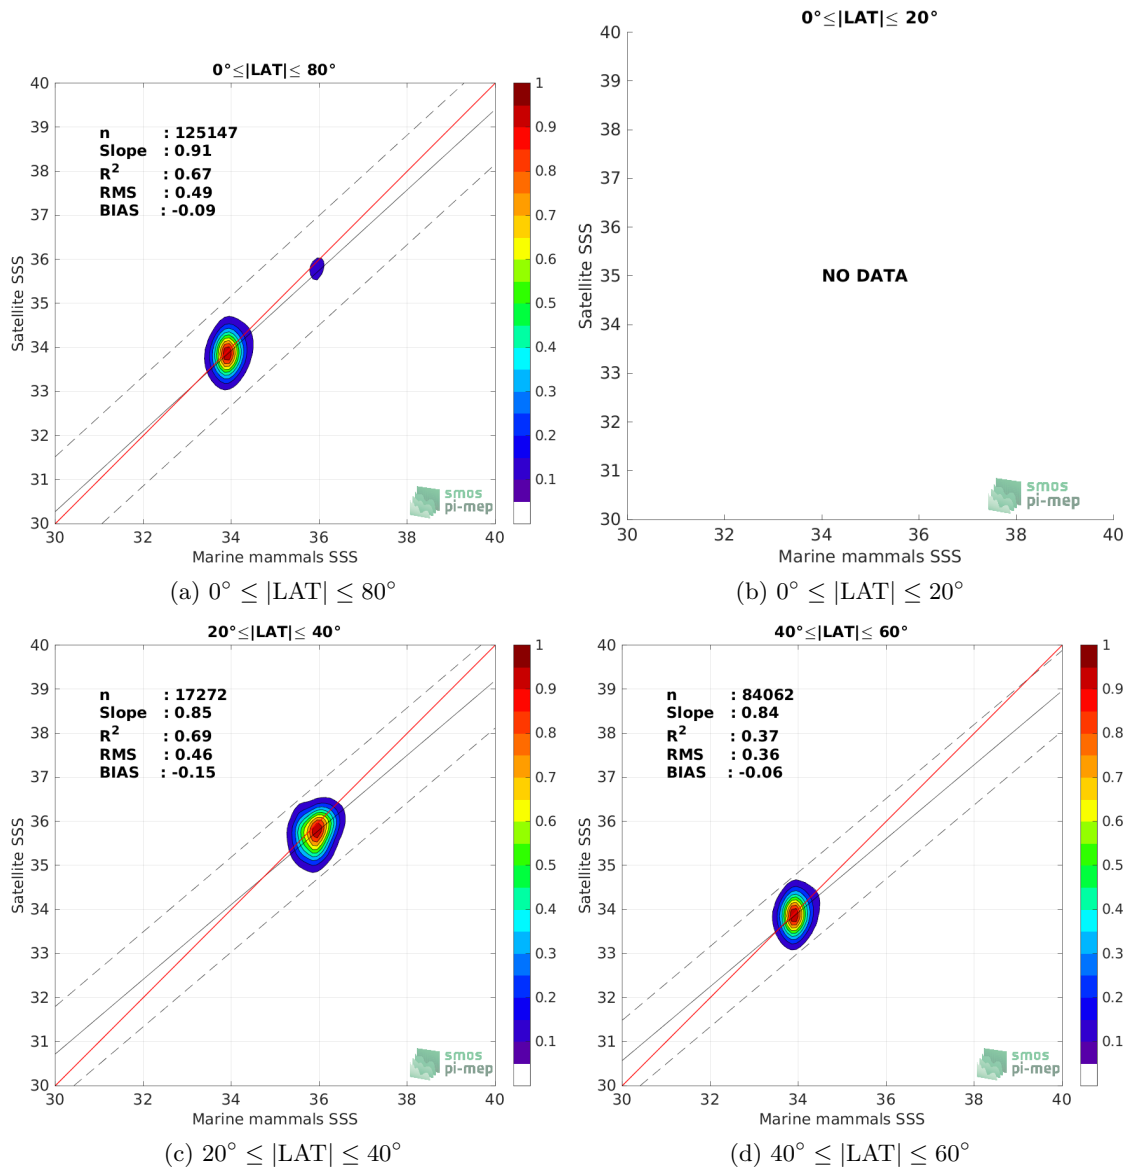 0°≤|LAT|≤ 80°
40
39
38
37
36
35
34
33
32
31
30
Satellite SSS
n : 125147
Slope : 0.91
R² : 0.67
RMS : 0.49
BIAS : -0.09
smos
pi-mep
30 32 34 36 38 40
Marine mammals SSS
1
0.9
0.8
0.7
0.6
0.5
0.4
0.3
0.2
0.1
(a) 0° ≤ |LAT| ≤ 80°
0°≤|LAT|≤ 20°
40
39
38
37
36
35
34
33
32
31
30
Satellite SSS
NO DATA
smos
pi-mep
30 32 34 36 38 40
Marine mammals SSS
(b) 0° ≤ |LAT| ≤ 20°
20°≤|LAT|≤ 40°
40
39
38
37
36
35
34
33
32
31
30
Satellite SSS
n : 17272
Slope : 0.85
R² : 0.69
RMS : 0.46
BIAS : -0.15
smos
pi-mep
30 32 34 36 38 40
Marine mammals SSS
1
0.9
0.8
0.7
0.6
0.5
0.4
0.3
0.2
0.1
(c) 20° ≤ |LAT| ≤ 40°
40°≤|LAT|≤ 60°
40
39
38
37
36
35
34
33
32
31
30
Satellite SSS
n : 84062
Slope : 0.84
R² : 0.37
RMS : 0.36
BIAS : -0.06
smos
pi-mep
30 32 34 36 38 40
Marine mammals SSS
1
0.9
0.8
0.7
0.6
0.5
0.4
0.3
0.2
0.1
(d) 40° ≤ |LAT| ≤ 60°